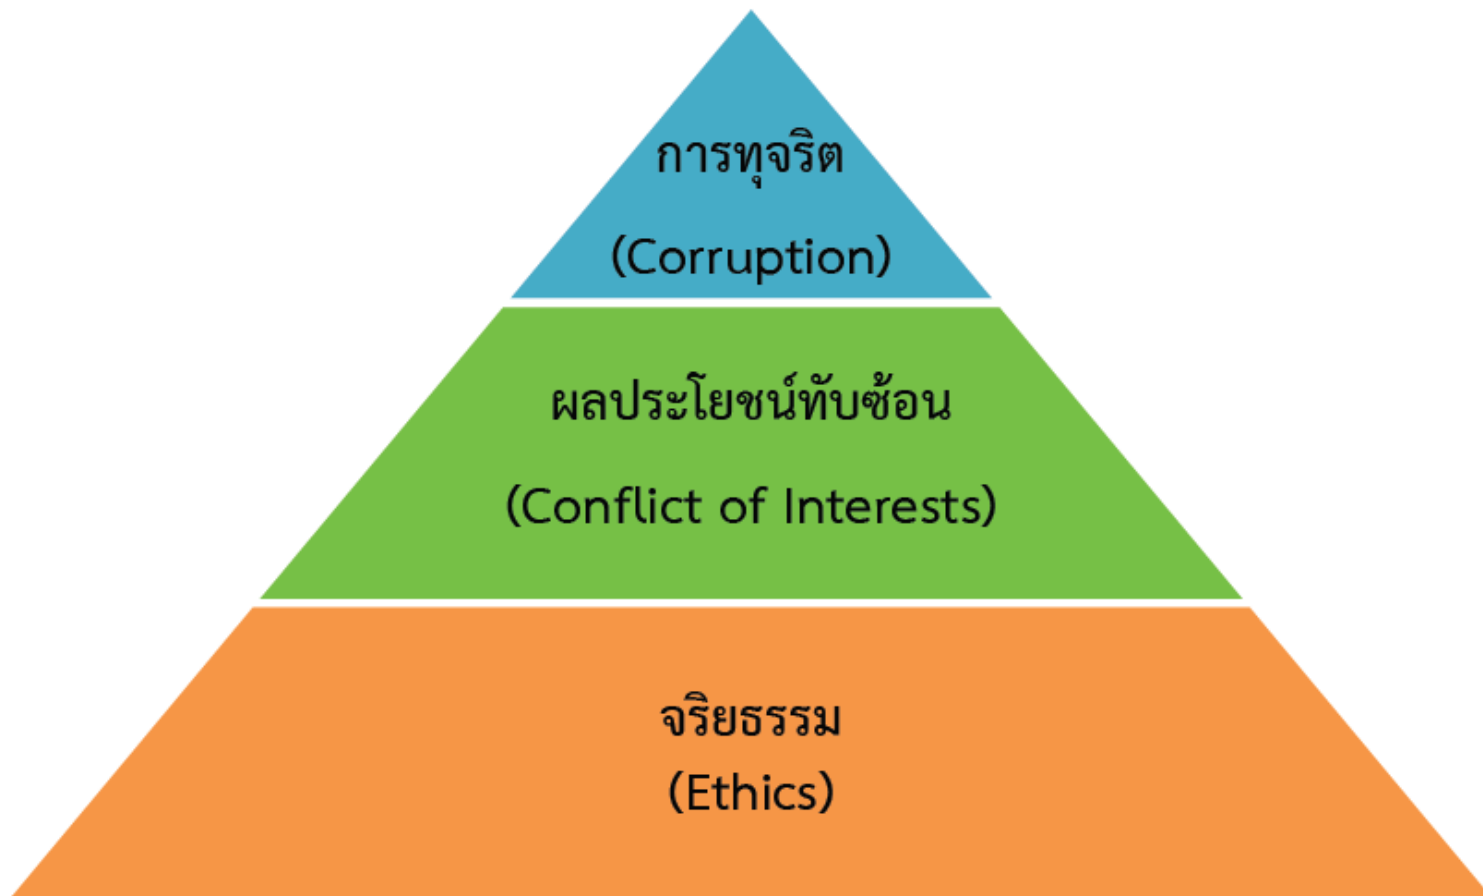 การทุจริต
(Corruption)
ผลประโยชน์ทับซ้อน
(Conflict of Interests)
จริยธรรม
(Ethics)